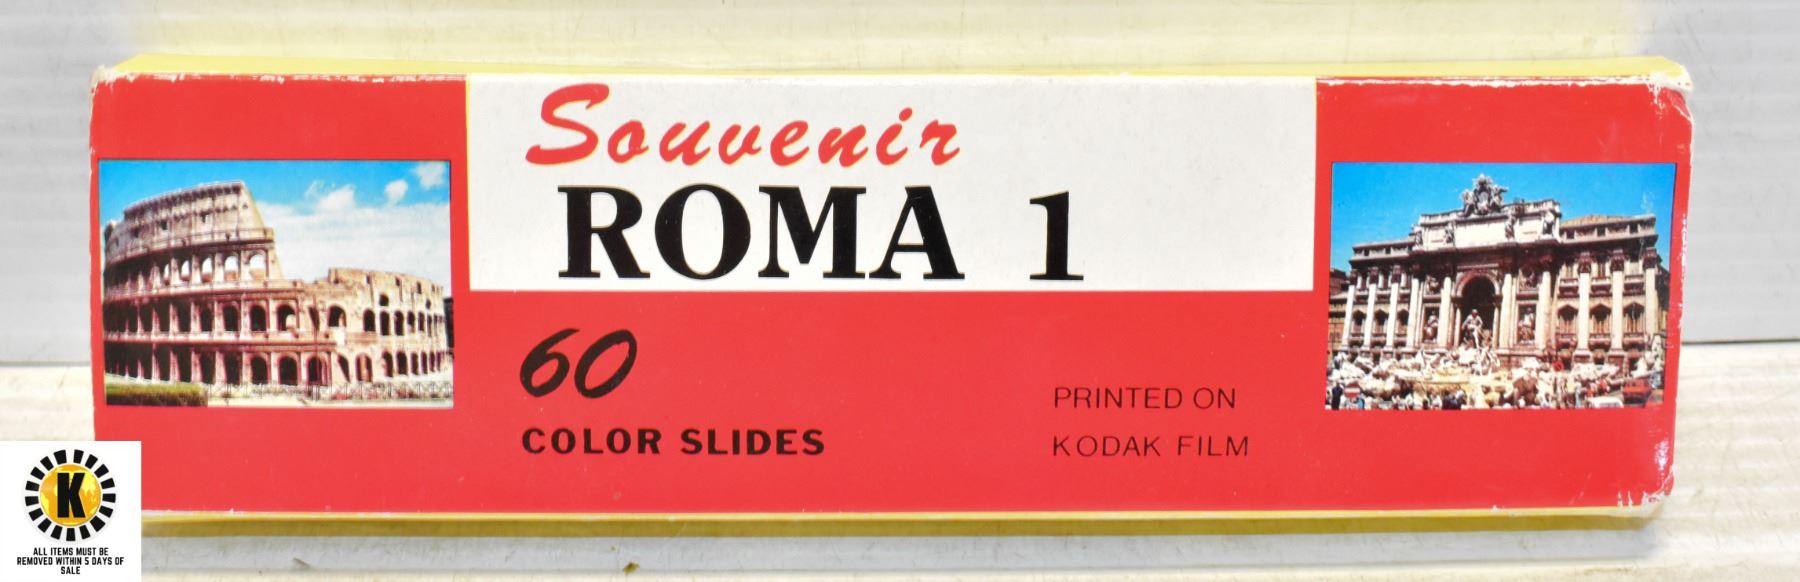 Souvenir
ROMA 1
60
COLOR SLIDES
PRINTED ON
KODAK FILM
K
ALL ITEMS MUST BE
REMOVED WITHIN 5 DAYS OF
SALE